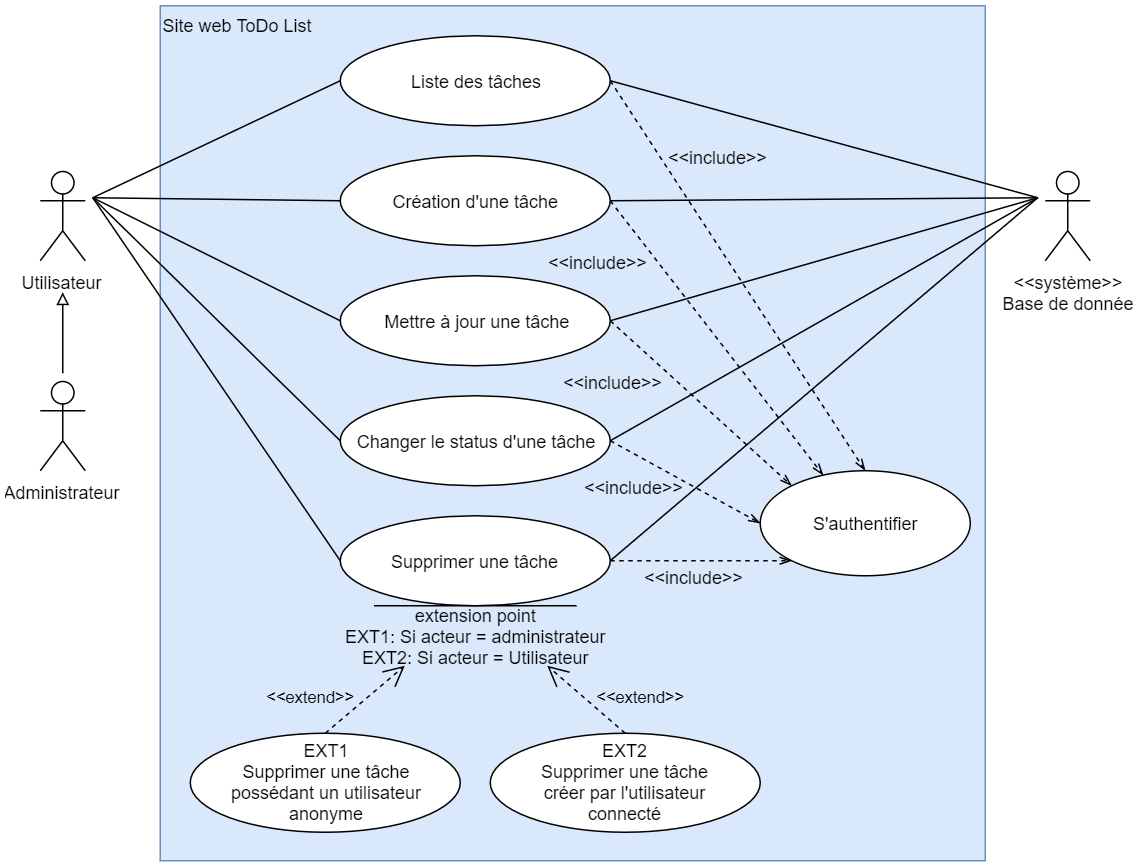 Site web ToDo List
Liste des tâches
<<include>>
Création d'une tâche
<<include>>
Utilisateur
<<système>>
Base de donnée
Mettre à jour une tâche
<<include>>
Changer le status d'une tâche
<<include>>
Administrateur
S'authentifier
Supprimer une tâche
<<include>>
extension point
EXT1: Si acteur = administrateur
EXT2: Si acteur = Utilisateur
<<extend>>
<<extend>>
EXT1
Supprimer une tâche
possédant un utilisateur
anonyme
EXT2
Supprimer une tâche
créer par l'utilisateur
connecté